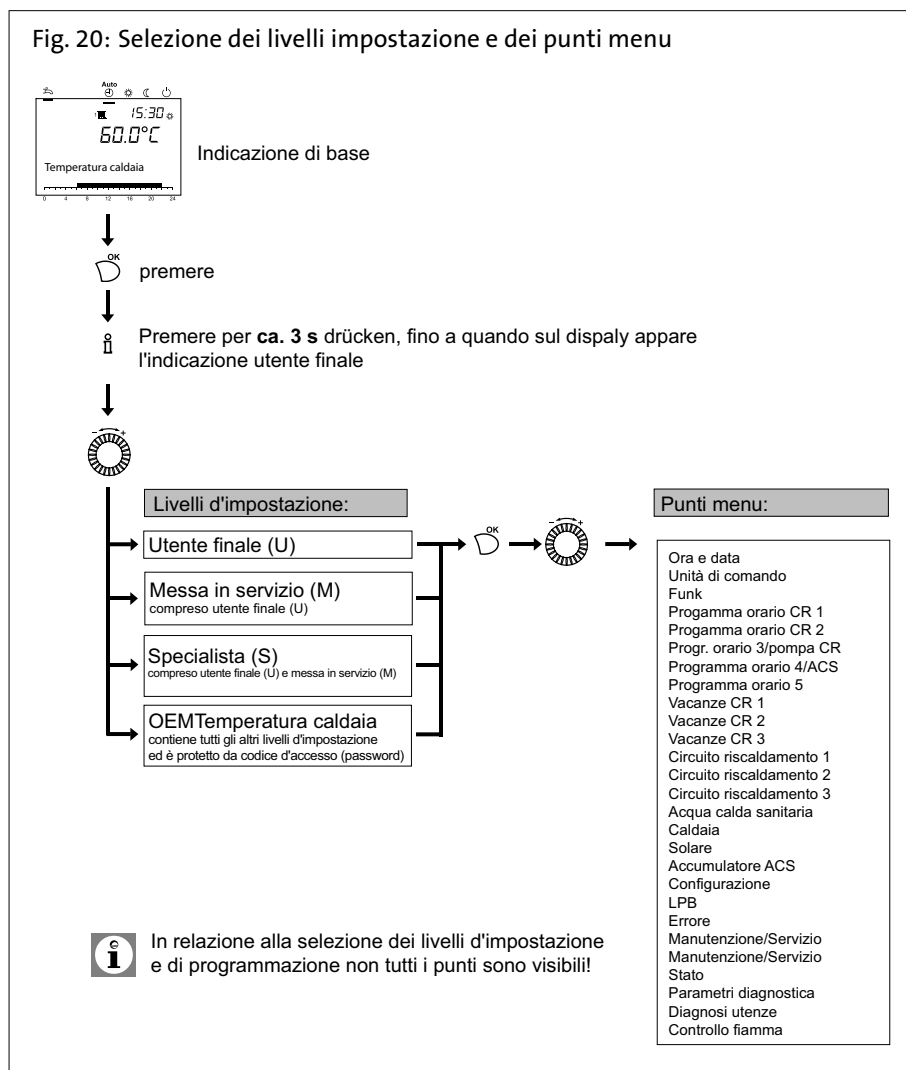 Fig. 20: Selezione dei livelli impostazione e dei punti menu
Auto
15:30
60.0°C
Temperatura caldaia
0 4 8 12 16 20 24
Indicazione di base
OK
premere
Premere per ca. 3 s drücken, fino a quando sul dispaly appare
l'indicazione utente finale
- +
Livelli d'impostazione:
Utente finale (U)
Messa in servizio (M)
compreso utente finale (U)
Specialista (S)
compreso utente finale (U) e messa in servizio (M)
OEMTemperatura caldaia
contiene tutti gli altri livelli d'impostazione
ed è protetto da codice d'accesso (password)
OK
- +
Punti menu:
Ora e data
Unità di comando
Funk
Progamma orario CR 1
Progamma orario CR 2
Progr. orario 3/pompa CR
Programma orario 4/ACS
Programma orario 5
Vacanze CR 1
Vacanze CR 2
Vacanze CR 3
Circuito riscaldamento 1
Circuito riscaldamento 2
Circuito riscaldamento 3
Acqua calda sanitaria
Caldaia
Solare
Accumulatore ACS
Configurazione
LPB
Errore
Manutenzione/Servizio
Manutenzione/Servizio
Stato
Parametri diagnostica
Diagnosi utenze
Controllo fiamma
In relazione alla selezione dei livelli d'impostazione
e di programmazione non tutti i punti sono visibili!